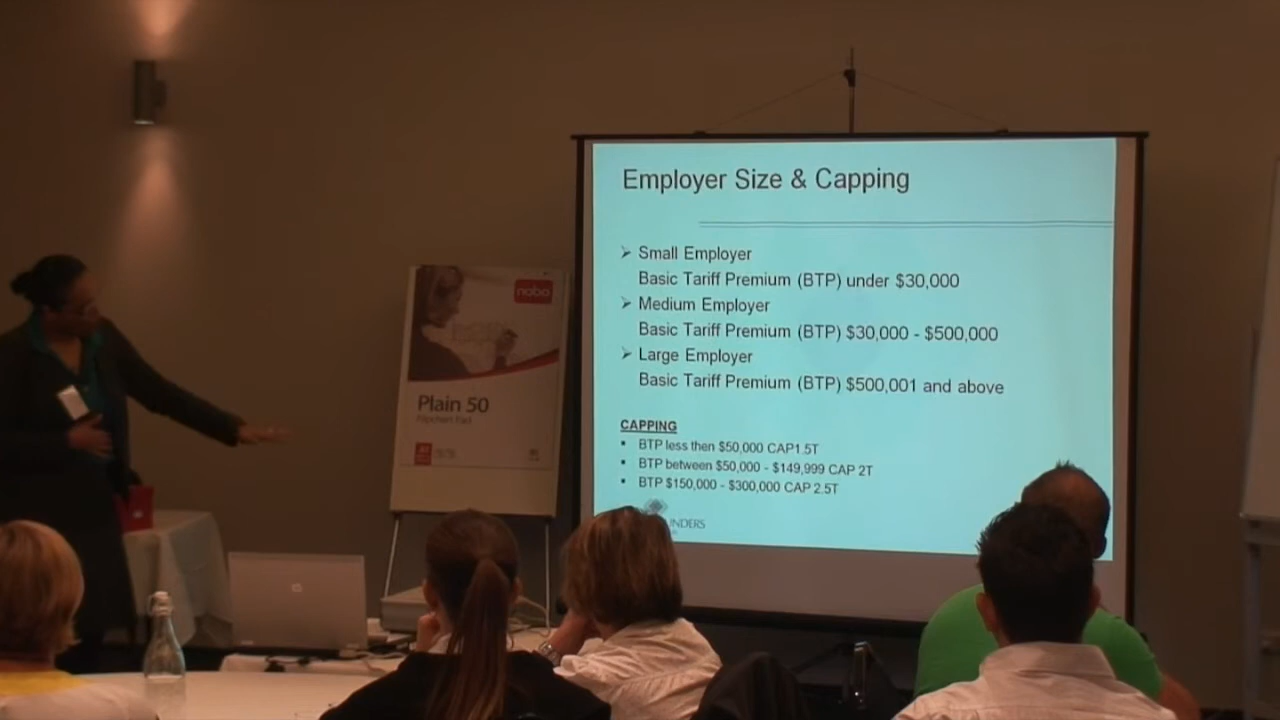 Employer Size & Capping
Small Employer
Basic Tariff Premium (BTP) under $30,000
Medium Employer
Basic Tariff Premium (BTP) $30,000 - $500,000
Large Employer
Basic Tariff Premium (BTP) $500,001 and above
CAPPING
BTP less then $50,000 CAP1.5T
BTP between $50,000 - $149,999 CAP 2T
BTP $150,000 - $300,000 CAP 2.5T
UNDERS
nobo
Plain 50
Flipchart Pad